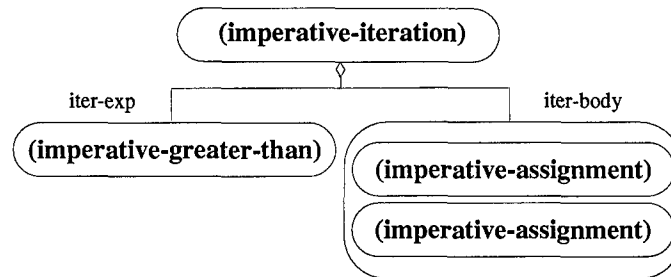 (imperative-iteration)
iter-exp
iter-body
(imperative-greater-than)
(imperative-assignment)
(imperative-assignment)